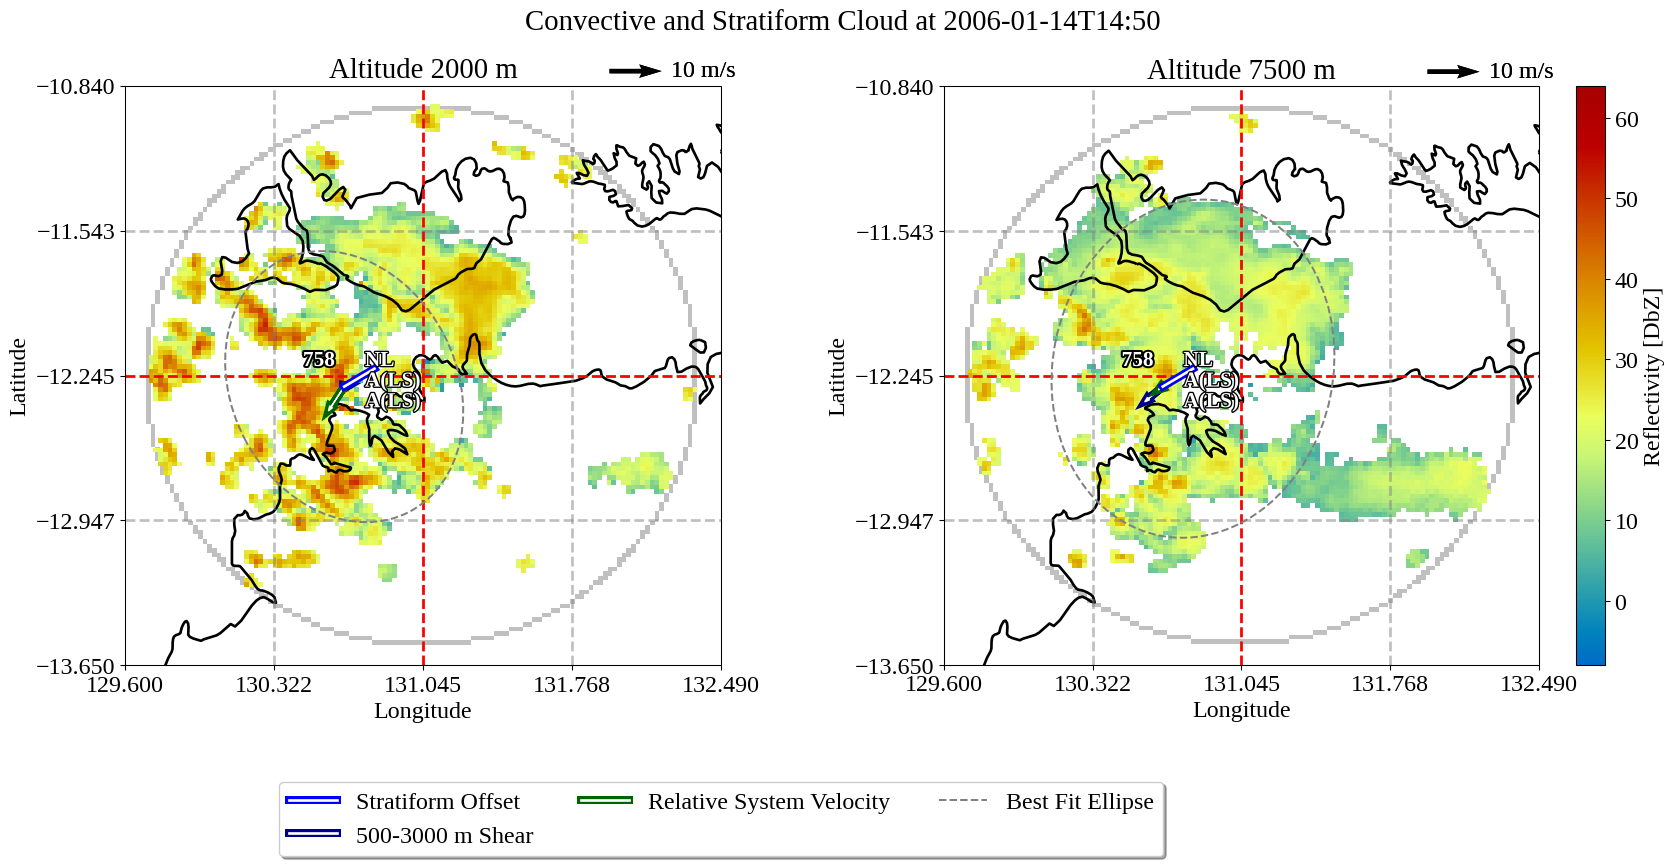 Convective and Stratiform Cloud at 2006-01-14T14:50
Altitude 2000 m
10 m/s
Altitude 7500 m
10 m/s
−10.840
−11.543
−12.245
−12.947
−13.650
Latitude
758
NL
A(LS)
A(LS)
129.600
130.322
131.045
131.768
132.490
Longitude
−10.840
−11.543
−12.245
−12.947
−13.650
Latitude
758
NL
A(LS)
A(LS)
129.600
130.322
131.045
131.768
132.490
Longitude
60
50
40
30
20
10
0
Reflectivity [DbZ]
Stratiform Offset
500-3000 m Shear
Relative System Velocity
Best Fit Ellipse